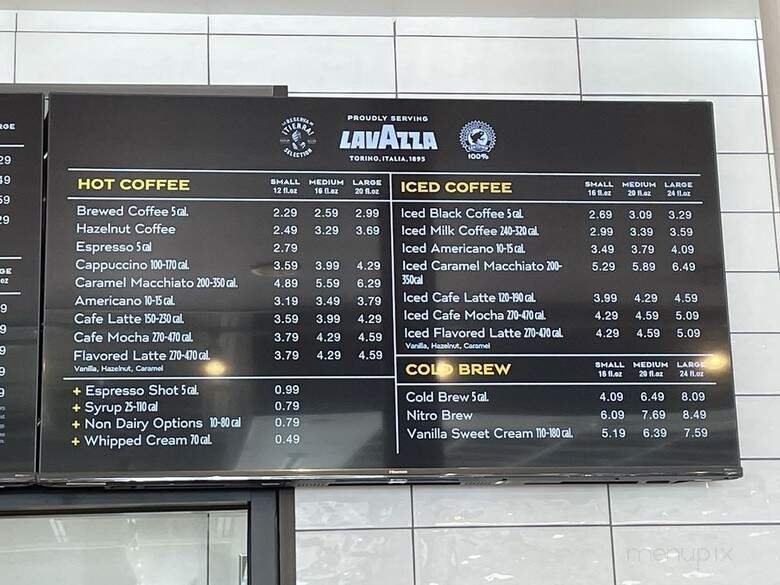 PROUDLY SERVING
¡TIERRA!
SELECTION
LAVAZZA
TORINO, ITALIA, 1895
100%
HOT COFFEE SMALL MEDIUM LARGE
12 fl.oz 16 fl.oz 20 fl.oz
Brewed Coffee 5 cal. 2.29 2.59 2.99
Hazelnut Coffee 2.49 3.29 3.69
Espresso 5 cal 2.79
Cappuccino 100-170 cal. 3.59 3.99 4.29
Caramel Macchiato 200-350 cal. 4.89 5.59 6.29
Americano 10-15 cal. 3.19 3.49 3.79
Cafe Latte 150-230 cal. 3.59 3.99 4.29
Cafe Mocha 270-470 cal. 3.79 4.29 4.59
Flavored Latte 270-470 cal. 3.79 4.29 4.59
Vanilla, Hazelnut, Caramel
+ Espresso Shot 5 cal. 0.99
+ Syrup 25-110 cal 0.79
+ Non Dairy Options 10-80 cal 0.79
+ Whipped Cream 70 cal. 0.49
ICED COFFEE SMALL MEDIUM LARGE
16 fl.oz 20 fl.oz 24 fl.oz
Iced Black Coffee 5 cal. 2.69 3.09 3.29
Iced Milk Coffee 240-320 cal. 2.99 3.39 3.59
Iced Americano 10-15 cal. 3.49 3.79 4.09
Iced Caramel Macchiato 200- 5.29 5.89 6.49
350cal
Iced Cafe Latte 120-190 cal. 3.99 4.29 4.59
Iced Cafe Mocha 270-470 cal. 4.29 4.59 5.09
Iced Flavored Latte 270-470 cal. 4.29 4.59 5.09
Vanilla, Hazelnut, Caramel
COLD BREW SMALL MEDIUM LARGE
16 fl.oz 20 fl.oz 24 fl.oz
Cold Brew 5 cal. 4.09 6.49 8.09
Nitro Brew 6.09 7.69 8.49
Vanilla Sweet Cream 110-180 cal. 5.19 6.39 7.59
Hisense
menupix